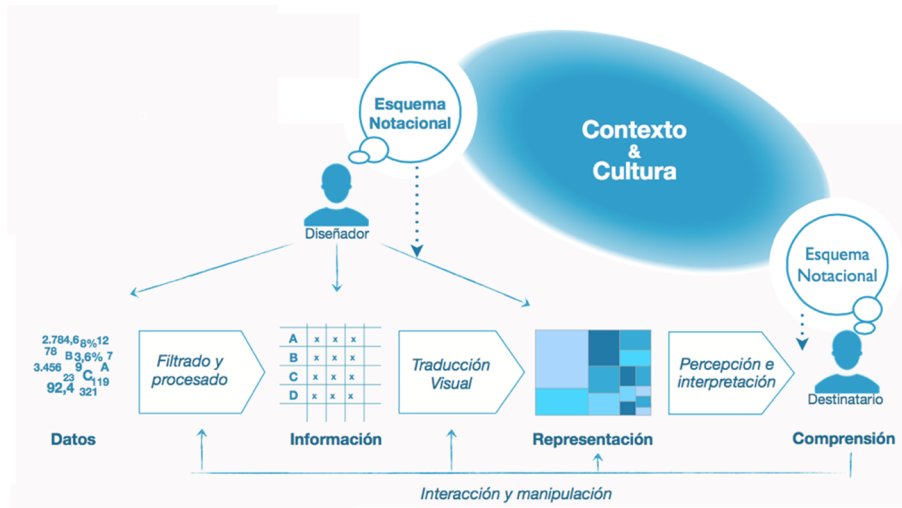 Esquema
Notacional
Contexto
&
Cultura
Diseñador
Esquema
Notacional
2.784,6 8% 12
78 B 3,6% 7
3.456 9 C A
23 119
92,4 321
Filtrado y
procesado
A x x x
B x x x
C x x x
D x x x
Traducción
Visual
Percepción e
interpretación
Destinatario
Datos
Información
Representación
Comprensión
Interacción y manipulación